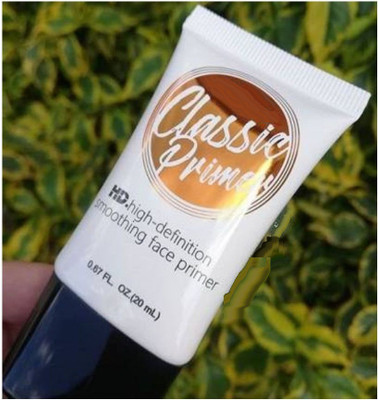 Classic
Primer
HD.high-definition
smoothing face primer
0.67 FL. OZ.(20 mL)